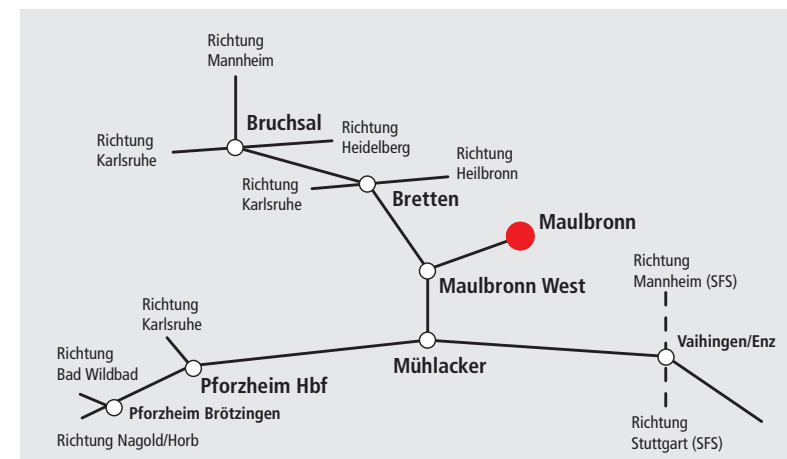 Richtung
Mannheim
Bruchsal
Richtung
Karlsruhe
Richtung
Heidelberg
Richtung
Heilbronn
Richtung
Karlsruhe
Bretten
Maulbronn
Maulbronn West
Richtung
Mannheim (SFS)
Richtung
Karlsruhe
Vaihingen/Enz
Richtung
Bad Wildbad
Mühlacker
Pforzheim Hbf
Pforzheim Brötzingen
Richtung
Stuttgart (SFS)
Richtung Nagold/Horb